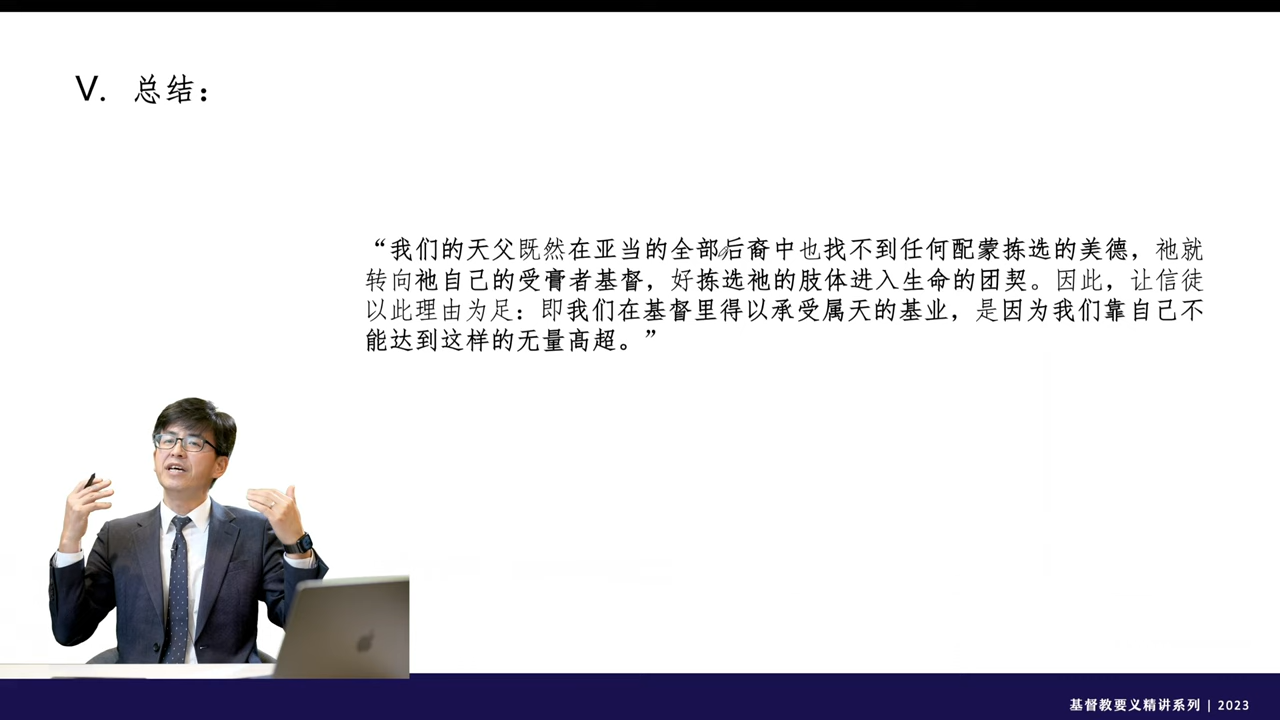 V. 总结：
“我们的天父既然在亚当的全部后裔中也找不到任何配蒙拣选的美德，祂就
转向祂自己的受膏者基督，好拣选祂的肢体进入生命的团契。因此，让信徒
以此理由为足：即我们在基督里得以承受属天的基业，是因为我们靠自己不
能达到这样的无量高超。”
基督教要义精讲系列 | 2023